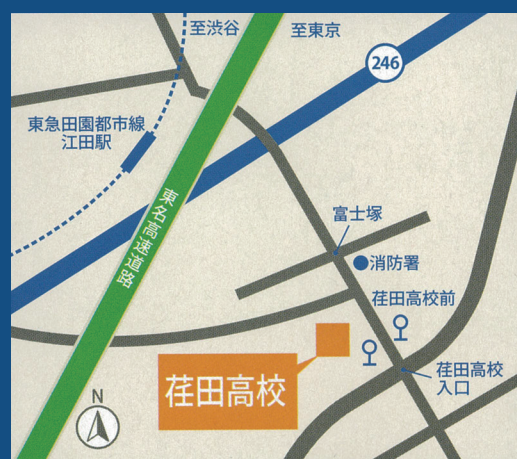 至渋谷
至東京
246
東急田園都市線
江田駅
東名高速道路
富士塚
消防署
荏田高校前
荏田高校
荏田高校
入口
N